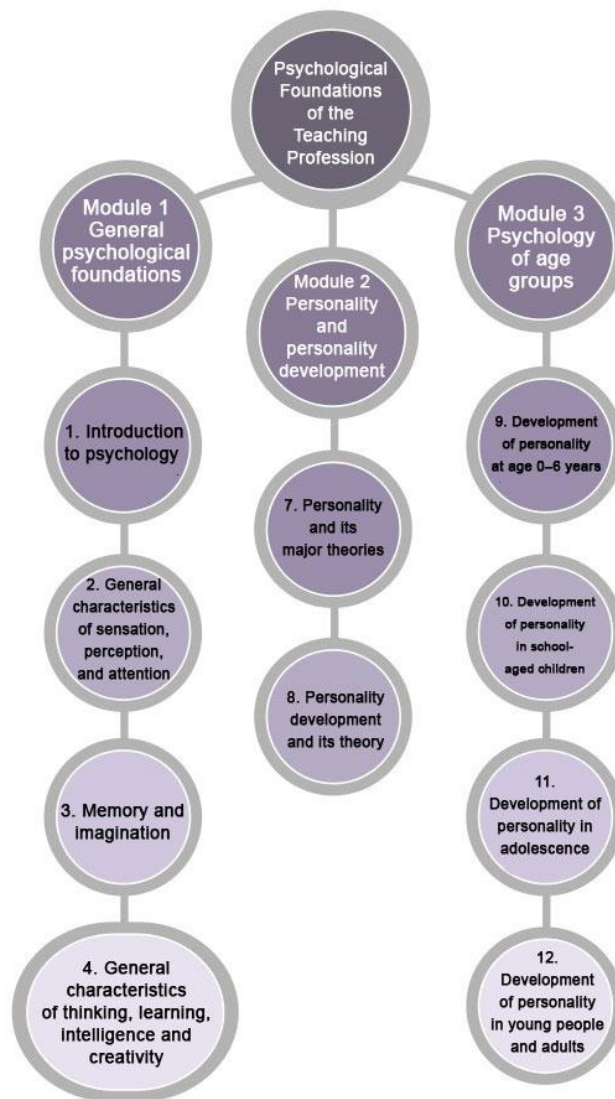 Psychological
Foundations
of the
Teaching
Profession
Module 1
General
psychological
foundations
1. Introduction
to psychology
2. General
characteristics
of sensation,
perception,
and attention
3. Memory and
imagination
4. General
characteristics
of thinking, learning,
intelligence and
creativity
Module 2
Personality
and
personality
development
7. Personality
and its
major theories
8. Personality
development
and its theory
Module 3
Psychology
of age
groups
9. Development
of personality
at age 0–6 years
10. Development
of personality
in school-
aged children
11.
Development of
personality in
adolescence
12.
Development
of personality
in young people
and adults